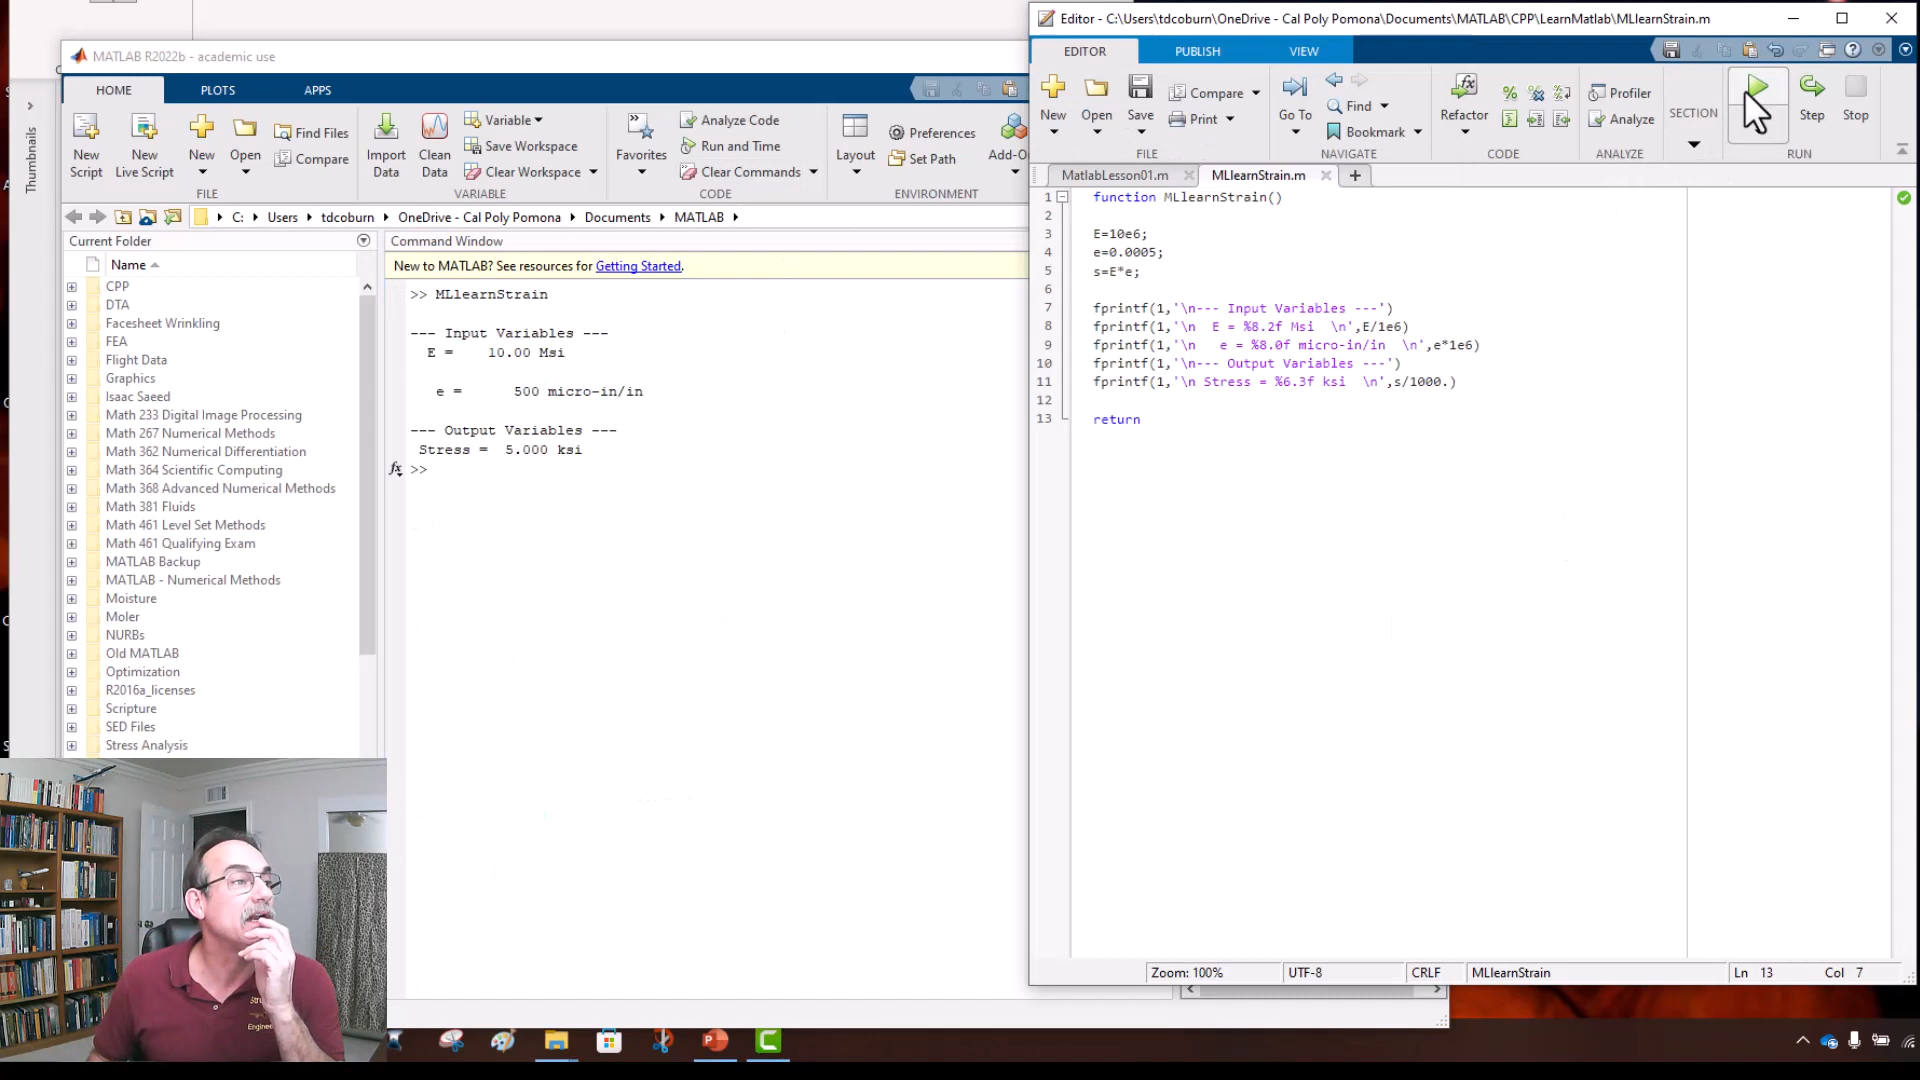 MATLAB R2022b - academic use
HOME
PLOTS
APPS
New Script
New Live Script
New
Open
Find Files
Compare
FILE
Import Data
Clean Data
Variable
Save Workspace
Clear Workspace
VARIABLE
Favorites
Analyze Code
Run and Time
Clear Commands
CODE
Layout
Preferences
Set Path
ENVIRONMENT
Add-On
C:
Users
tdcoburn
OneDrive - Cal Poly Pomona
Documents
MATLAB
Thumbnails
Current Folder
Name
CPP
DTA
Facesheet Wrinkling
FEA
Flight Data
Graphics
Isaac Saeed
Math 233 Digital Image Processing
Math 267 Numerical Methods
Math 362 Numerical Differentiation
Math 364 Scientific Computing
Math 368 Advanced Numerical Methods
Math 381 Fluids
Math 461 Level Set Methods
Math 461 Qualifying Exam
MATLAB Backup
MATLAB - Numerical Methods
Moisture
Moler
NURBs
Old MATLAB
Optimization
R2016a_licenses
Scripture
SED Files
Stress Analysis
Command Window
New to MATLAB? See resources for Getting Started.
>> MLlearnStrain
--- Input Variables ---
E = 10.00 Msi
e = 500 micro-in/in
--- Output Variables ---
Stress = 5.000 ksi
fx >>
Editor - C:\Users\tdcoburn\OneDrive - Cal Poly Pomona\Documents\MATLAB\CPP\LearnMatlab\MLlearnStrain.m
EDITOR
PUBLISH
VIEW
New
Open
Save
Compare
Print
FILE
Go To
Find
Bookmark
NAVIGATE
Refactor
CODE
Profiler
Analyze
ANALYZE
SECTION
Step
Stop
RUN
MatlabLesson01.m
MLlearnStrain.m
1 function MLlearnStrain()
2
3 E=10e6;
4 e=0.0005;
5 s=E*e;
6
7 fprintf(1,'\n--- Input Variables ---')
8 fprintf(1,'\n  E = %8.2f Msi  \n',E/1e6)
9 fprintf(1,'\n   e = %8.0f micro-in/in  \n',e*1e6)
10 fprintf(1,'\n--- Output Variables ---')
11 fprintf(1,'\n Stress = %6.3f ksi  \n',s/1000.)
12
13 return
Zoom: 100%
UTF-8
CRLF
MLlearnStrain
Ln 13
Col 7